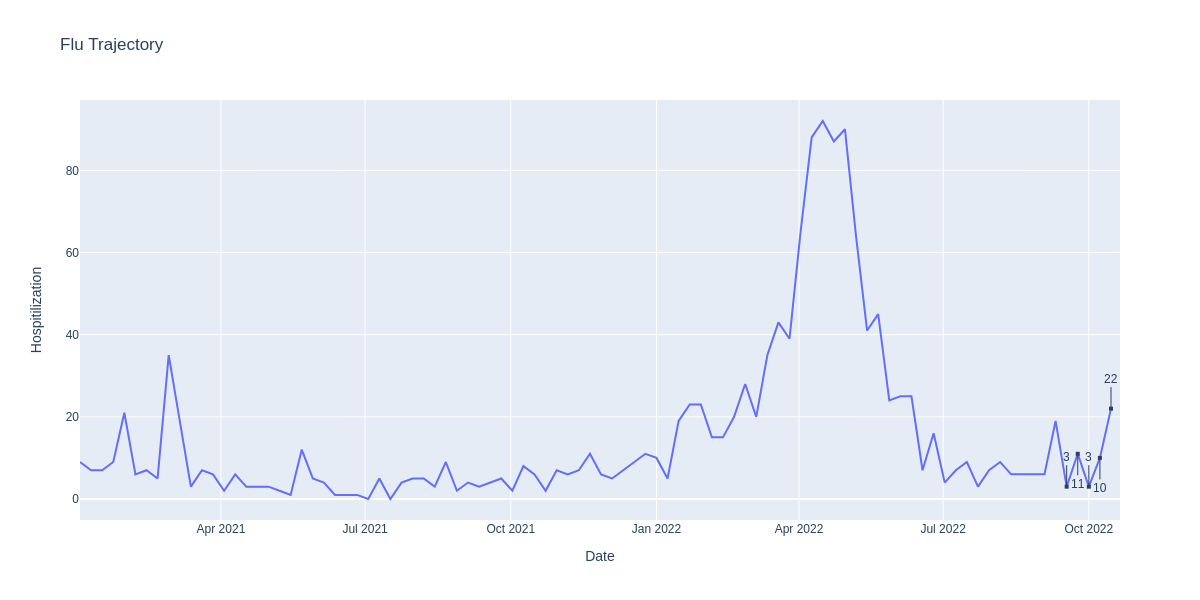 Flu Trajectory
Hospitilization
80
60
40
20
0
22
3
11
3
10
Apr 2021
Jul 2021
Oct 2021
Jan 2022
Apr 2022
Jul 2022
Oct 2022
Date